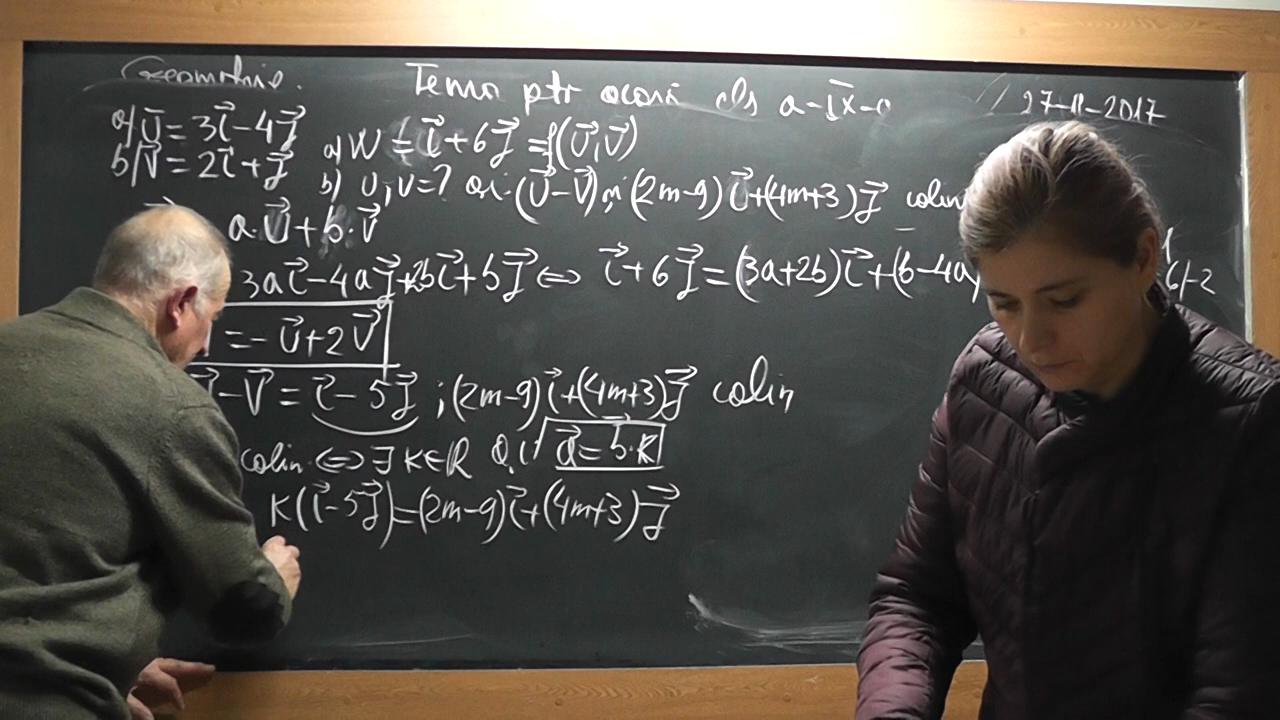 Geometrie. Tema ptr acasă cls a-IX-a 27-11-2017
a) u⃗ = 3i⃗ - 4j⃗
b) v⃗ = 2i⃗ + j⃗
a) W = i⃗ + 6j⃗ = f(u⃗, v⃗)
b) u, v = ? a.i. (u⃗ - v⃗) și (2m-9)i⃗ + (4m+3)j⃗ colin
a·u⃗ + b·v⃗
3ai⃗ - 4aj⃗ + 2bi⃗ + bj⃗ ⇔ i⃗ + 6j⃗ = (3a+2b)i⃗ + (b-4a)
= -u⃗ + 2v⃗
-v⃗ = i⃗ - 5j⃗ ; (2m-9)i⃗ + (4m+3)j⃗ colin
colin ⇔ ∃ K∈R a.i. a⃗ = b⃗·K
K(i⃗ - 5j⃗) = (2m-9)i⃗ + (4m+3)j⃗